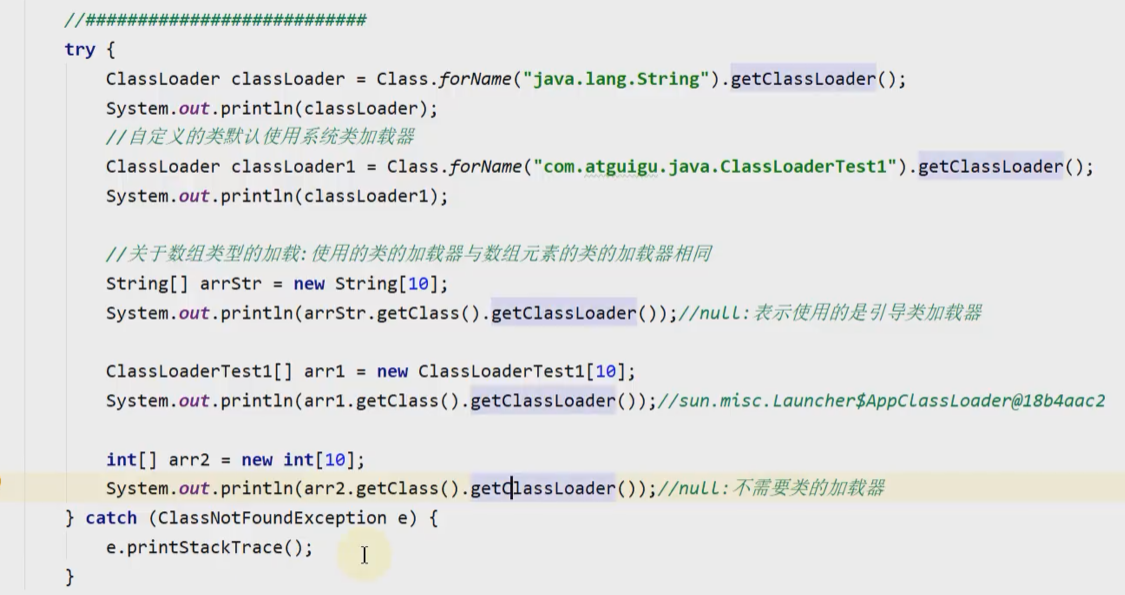 //###########################
try {
ClassLoader classLoader = Class.forName("java.lang.String").getClassLoader();
System.out.println(classLoader);
//自定义的类默认使用系统类加载器
ClassLoader classLoader1 = Class.forName("com.atguigu.java.ClassLoaderTest1").getClassLoader();
System.out.println(classLoader1);
//关于数组类型的加载:使用的类的加载器与数组元素的类的加载器相同
String[] arrStr = new String[10];
System.out.println(arrStr.getClass().getClassLoader());//null:表示使用的是引导类加载器
ClassLoaderTest1[] arr1 = new ClassLoaderTest1[10];
System.out.println(arr1.getClass().getClassLoader());//sun.misc.Launcher$AppClassLoader@18b4aac2
int[] arr2 = new int[10];
System.out.println(arr2.getClass().getClassLoader());//null:不需要类的加载器
} catch (ClassNotFoundException e) {
e.printStackTrace();
}